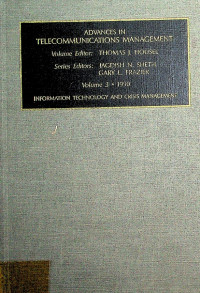 ADVANCES IN
TELECOMMUNICATIONS MANAGEMENT
Volume Editor: THOMAS J. HOUSEL
Series Editors: JAGDISH N. SHETH
GARY L. FRAZIER
Volume 3 • 1990
INFORMATION TECHNOLOGY AND CRISIS MANAGEMENT